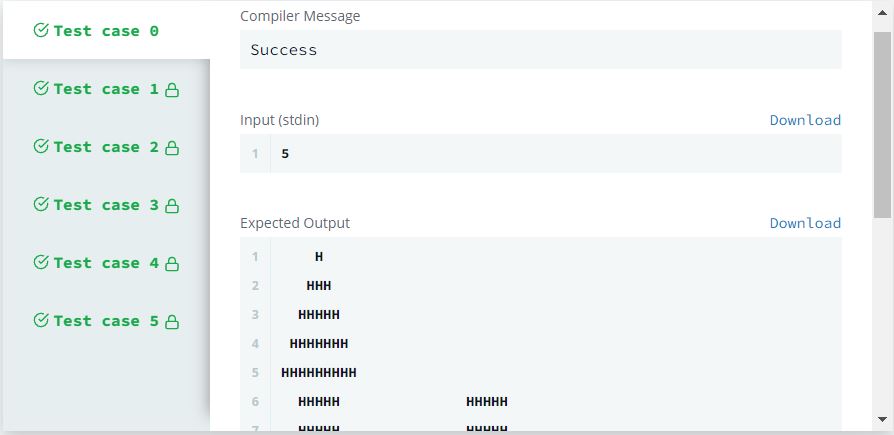 Test case 0
Test case 1
Test case 2
Test case 3
Test case 4
Test case 5
Compiler Message
Success
Input (stdin) Download
1 5
Expected Output Download
1     H
2    HHH
3   HHHHH
4  HHHHHHH
5 HHHHHHHHH
6   HHHHH               HHHHH
7   HHHHH               HHHHH